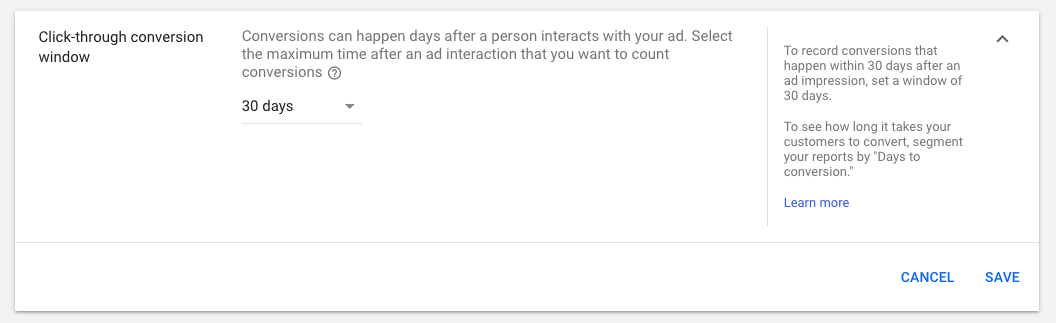 Click-through conversion
window
Conversions can happen days after a person interacts with your ad. Select
the maximum time after an ad interaction that you want to count
conversions
30 days
To record conversions that
happen within 30 days after an
ad impression, set a window of
30 days.
To see how long it takes your
customers to convert, segment
your reports by "Days to
conversion."
Learn more
CANCEL
SAVE